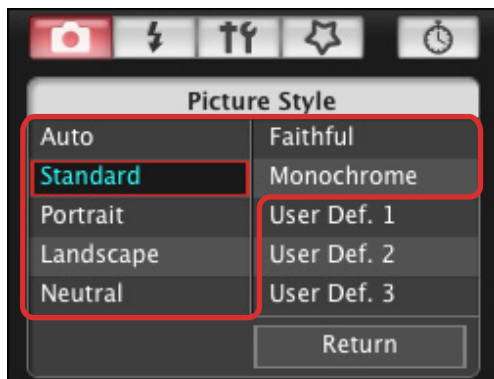 Picture Style
Auto
Standard
Portrait
Landscape
Neutral
Faithful
Monochrome
User Def. 1
User Def. 2
User Def. 3
Return